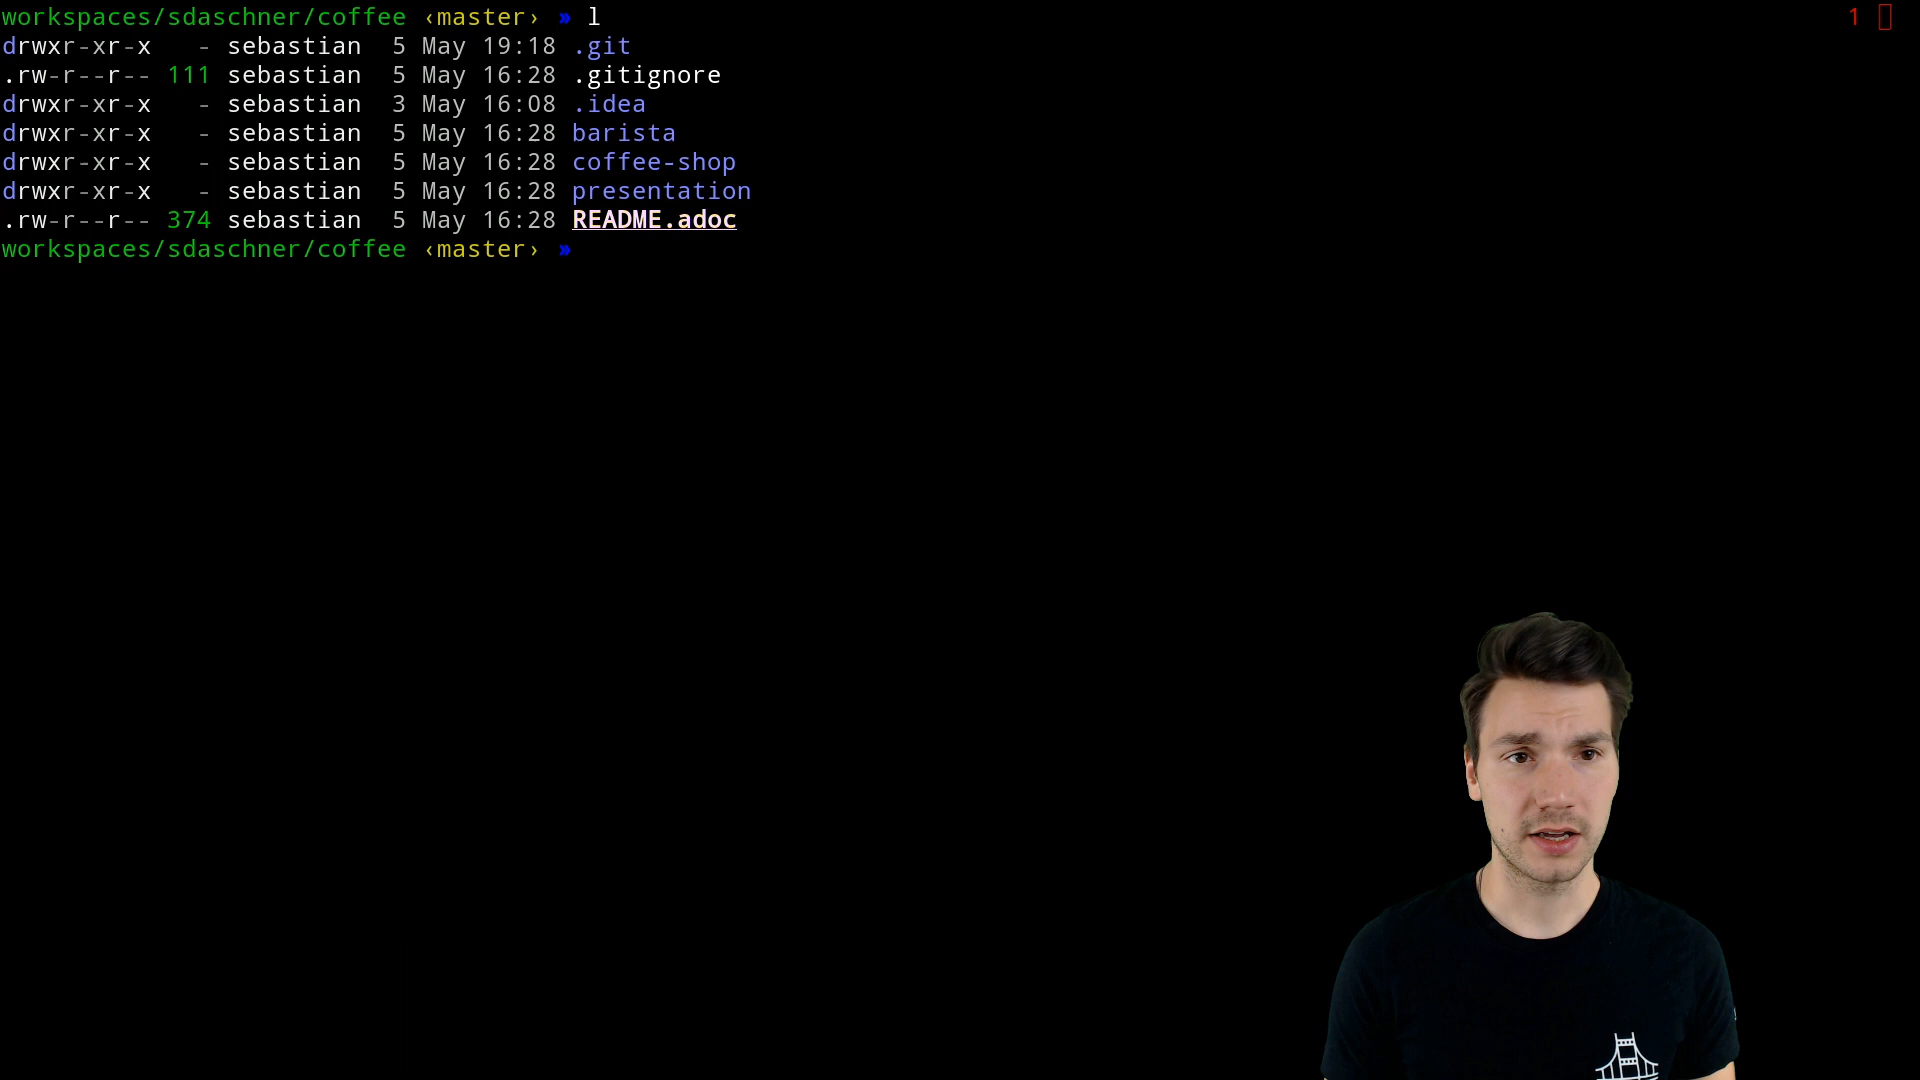 workspaces/sdaschner/coffee ‹master› » l 1
drwxr-xr-x - sebastian 5 May 19:18 .git
.rw-r--r-- 111 sebastian 5 May 16:28 .gitignore
drwxr-xr-x - sebastian 3 May 16:08 .idea
drwxr-xr-x - sebastian 5 May 16:28 barista
drwxr-xr-x - sebastian 5 May 16:28 coffee-shop
drwxr-xr-x - sebastian 5 May 16:28 presentation
.rw-r--r-- 374 sebastian 5 May 16:28 README.adoc
workspaces/sdaschner/coffee ‹master› »